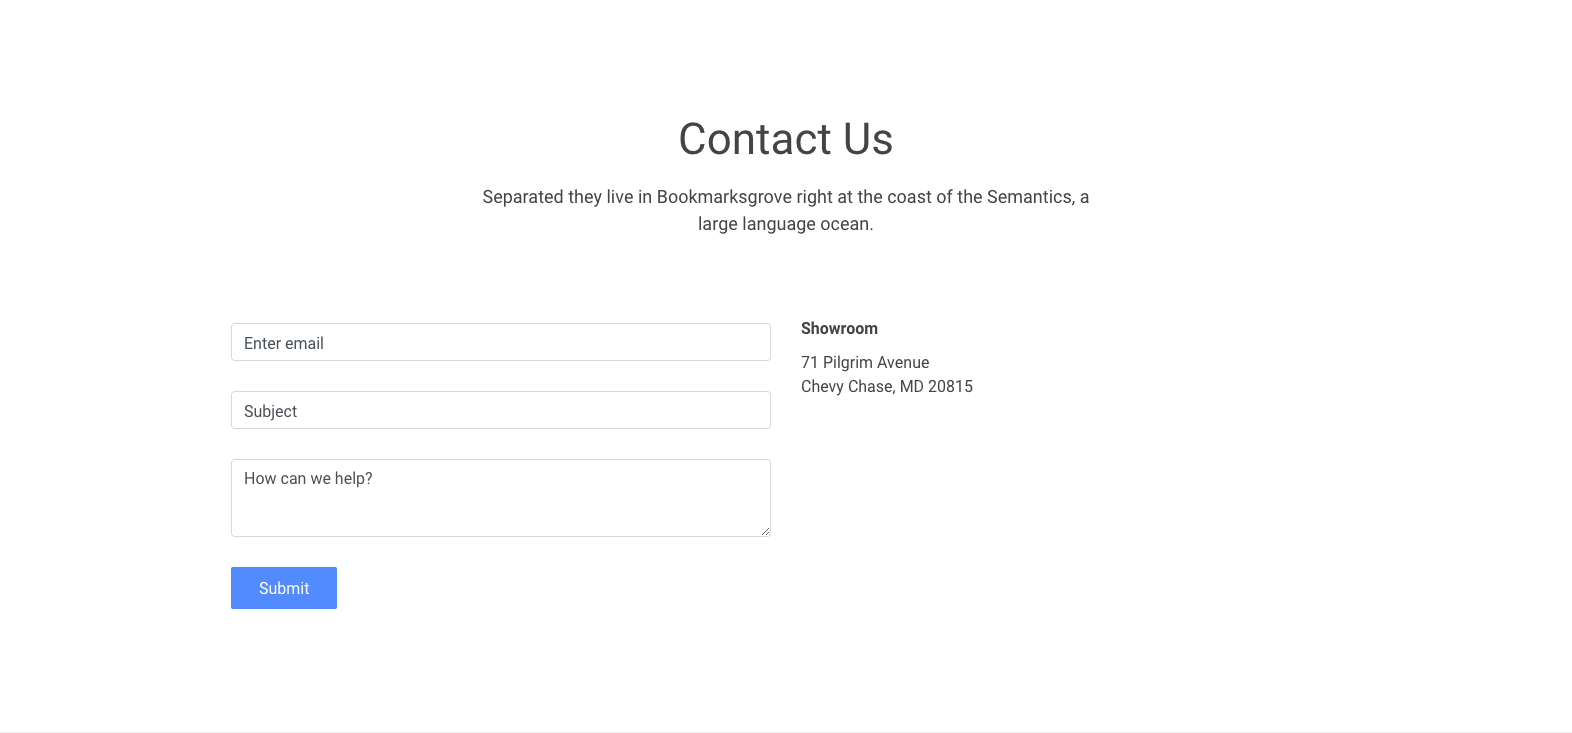 Contact Us
Separated they live in Bookmarksgrove right at the coast of the Semantics, a
large language ocean.
Enter email
Subject
How can we help?
Submit
Showroom
71 Pilgrim Avenue
Chevy Chase, MD 20815